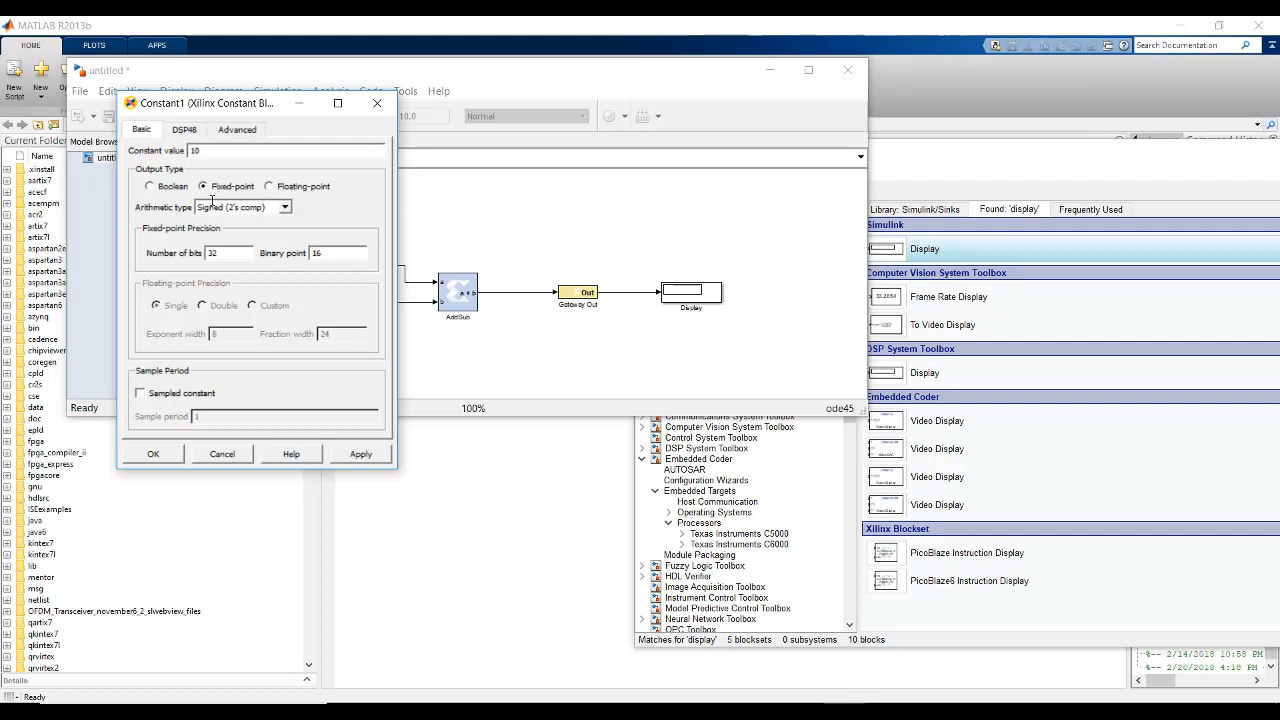 MATLAB R2013b
HOME
PLOTS
APPS
Search Documentation
untitled *
New Script
New
File
Edit
View
Display
Diagram
Simulation
Analysis
Code
Tools
Help
10.0
Normal
Current Folder
Name
Model Brows
untitl
.xinstall
aartix7
acecf
acempm
acr2
artix7
artix7l
aspartan2e
aspartan3
aspartan3a
aspartan6
azynq
bin
cadence
chipviewer
coregen
cpld
cr2s
cse
data
doc
epld
fpga
fpga_compiler_ii
fpga_express
fpgacore
gnu
hdlsrc
ISEexamples
java
java6
kintex7
kintex7l
lib
mentor
msg
netlist
OFDM_Transceiver_november6_2_slwebview_files
qartix7
qkintex7
qkintex7l
qrvirtex
qrvirtex2
Details
Ready
Constant1 (Xilinx Constant Bl...
Basic
DSP48
Advanced
Constant value 10
Output Type
Boolean
Fixed-point
Floating-point
Arithmetic type Signed (2's comp)
Fixed-point Precision
Number of bits 32
Binary point 16
Floating-point Precision
Single
Double
Custom
Exponent width 8
Fraction width 24
Sample Period
Sampled constant
Sample period 1
OK
Cancel
Help
Apply
a
b
a + b
AddSub
Out
Gateway Out
Display
Ready
100%
ode45
Library: Simulink/Sinks
Found: 'display'
Frequently Used
Simulink
Display
Computer Vision System Toolbox
Frame Rate Display
To Video Display
DSP System Toolbox
Display
Embedded Coder
Video Display
Video Display
Video Display
Video Display
Xilinx Blockset
PicoBlaze Instruction Display
PicoBlaze6 Instruction Display
Communications System Toolbox
Computer Vision System Toolbox
Control System Toolbox
DSP System Toolbox
Embedded Coder
AUTOSAR
Configuration Wizards
Embedded Targets
Host Communication
Operating Systems
Processors
Texas Instruments C5000
Texas Instruments C6000
Module Packaging
Fuzzy Logic Toolbox
HDL Verifier
Image Acquisition Toolbox
Instrument Control Toolbox
Model Predictive Control Toolbox
Neural Network Toolbox
OPC Toolbox
Matches for 'display'
5 blocksets
0 subsystems
10 blocks
%-- 2/14/2018 10:58 PM
%-- 2/20/2018 4:18 PM